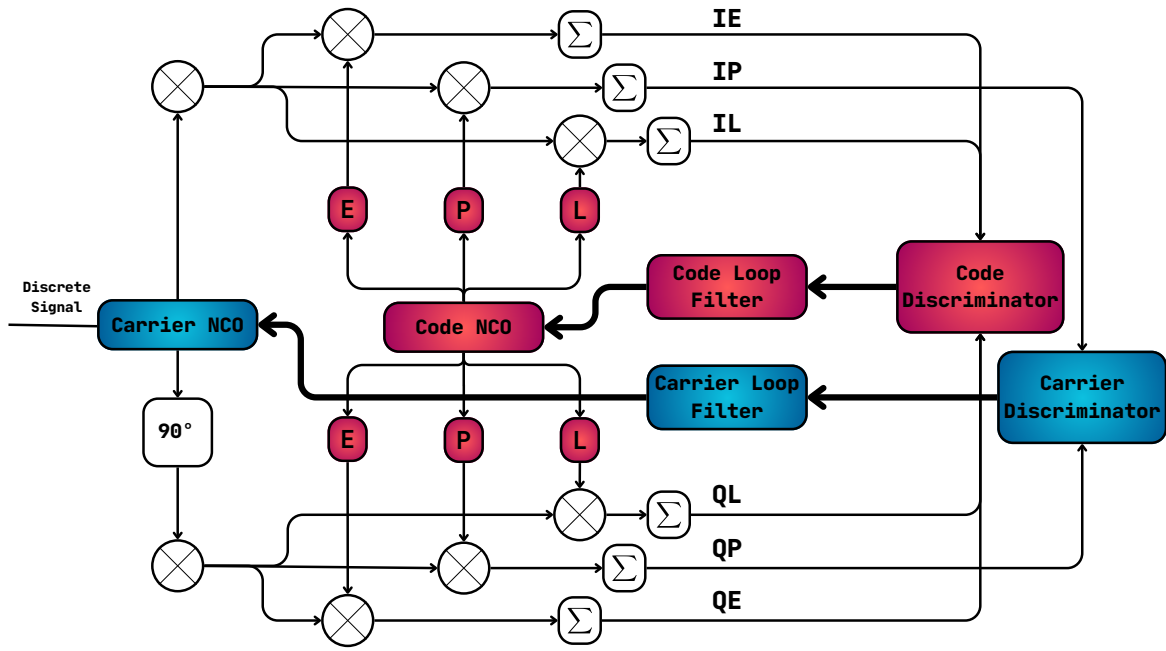 IE
Σ
IP
Σ
IL
Σ
E
P
L
Code Loop
Filter
Code
Discriminator
Discrete
Signal
Carrier NCO
Code NCO
Carrier Loop
Filter
Carrier
Discriminator
90°
E
P
L
QL
Σ
QP
Σ
QE
Σ